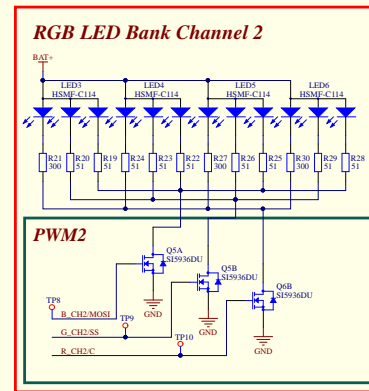 RGB LED Bank Channel 2
BAT+
LED3 LED4 LED5 LED6
HSMF-C114 HSMF-C114 HSMF-C114 HSMF-C114
R21 R20 R19 R24 R23 R22 R27 R26 R25 R30 R29 R28
300 51 51 51 51 51 300 51 51 300 51 51
PWM2
Q5A
SI5936DU
Q5B
SI5936DU
Q6B
SI5936DU
TP8
B_CH2/MOSI
TP9
G_CH2/SS
TP10
R_CH2/C
GND
GND
GND